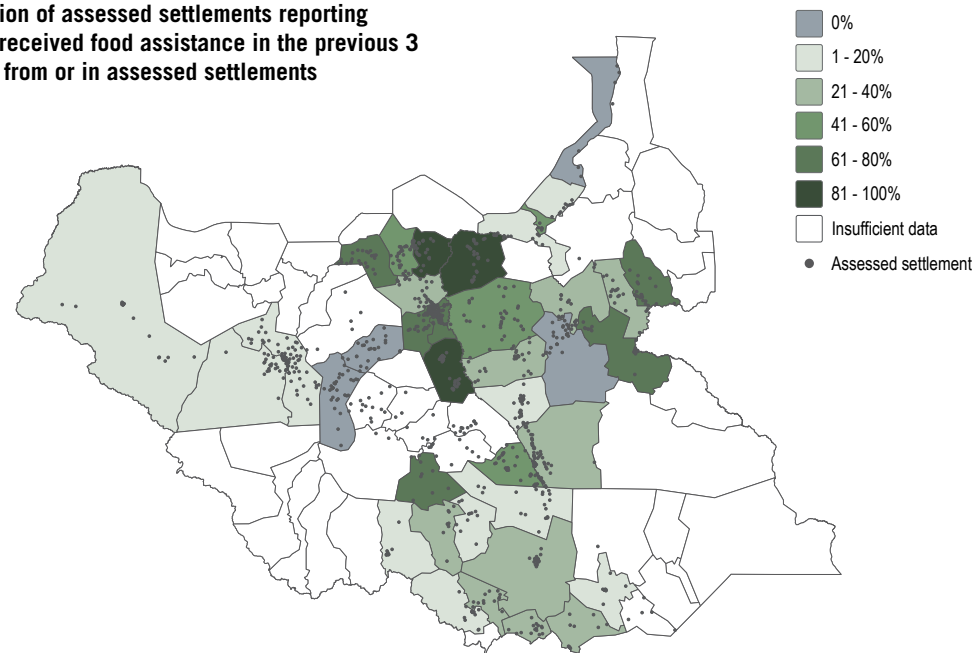 ion of assessed settlements reporting
received food assistance in the previous 3
from or in assessed settlements
0%
1 - 20%
21 - 40%
41 - 60%
61 - 80%
81 - 100%
Insufficient data
Assessed settlement